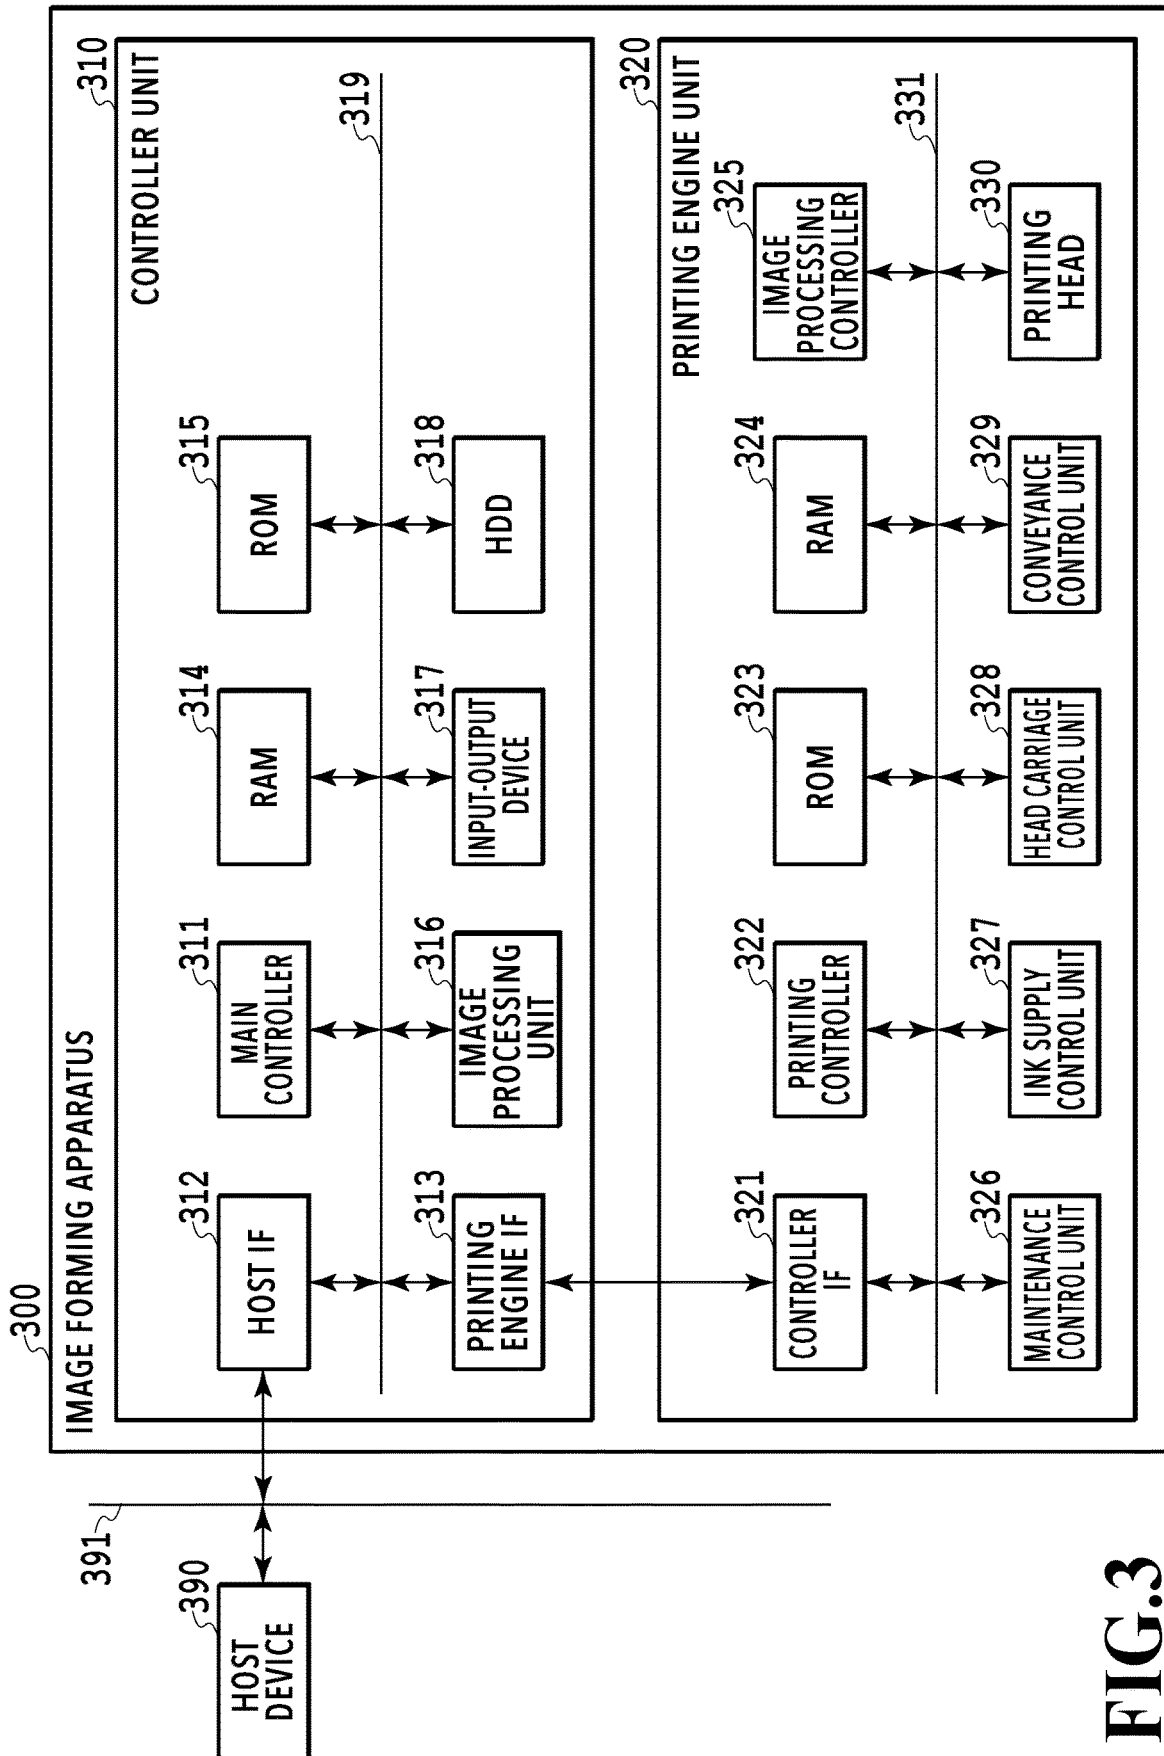 300
IMAGE FORMING APPARATUS
310
CONTROLLER UNIT
312
HOST IF
311
MAIN
CONTROLLER
314
RAM
315
ROM
319
313
PRINTING
ENGINE IF
316
IMAGE
PROCESSING
UNIT
317
INPUT-OUTPUT
DEVICE
318
HDD
391
390
HOST
DEVICE
320
PRINTING ENGINE UNIT
321
CONTROLLER
IF
322
PRINTING
CONTROLLER
323
ROM
324
RAM
325
IMAGE
PROCESSING
CONTROLLER
331
326
MAINTENANCE
CONTROL UNIT
327
INK SUPPLY
CONTROL UNIT
328
HEAD CARRIAGE
CONTROL UNIT
329
CONVEYANCE
CONTROL UNIT
330
PRINTING
HEAD
FIG.3